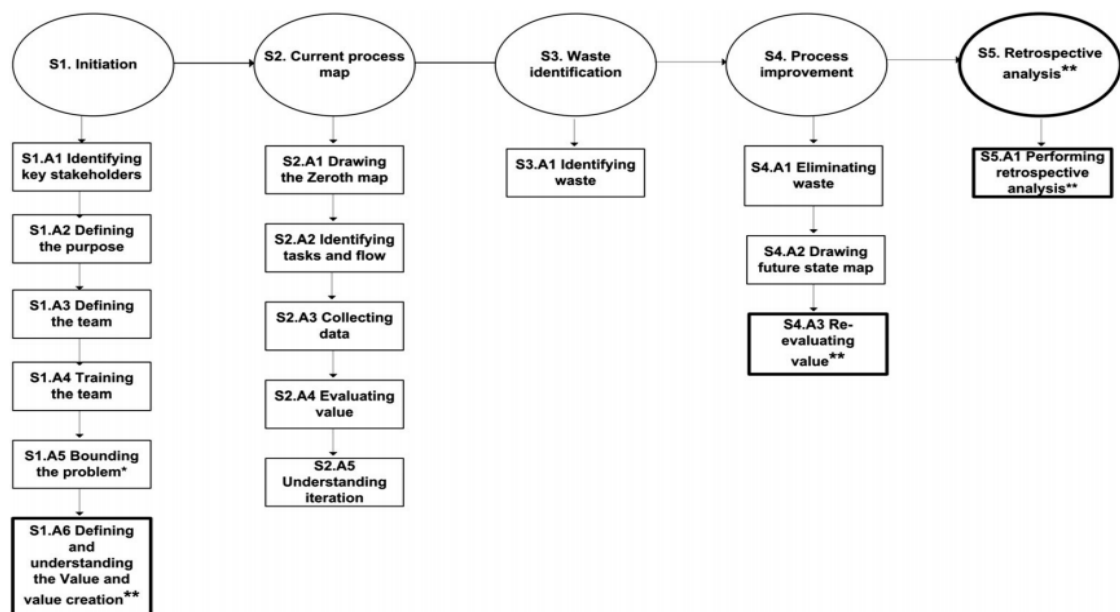 S1. Initiation
S2. Current process
map
S3. Waste
identification
S4. Process
improvement
S5. Retrospective
analysis**
S1.A1 Identifying
key stakeholders
S1.A2 Defining
the purpose
S1.A3 Defining
the team
S1.A4 Training
the team
S1.A5 Bounding
the problem*
S1.A6 Defining
and
understanding
the Value and
value creation**
S2.A1 Drawing
the Zeroth map
S2.A2 Identifying
tasks and flow
S2.A3 Collecting
data
S2.A4 Evaluating
value
S2.A5
Understanding
iteration
S3.A1 Identifying
waste
S4.A1 Eliminating
waste
S4.A2 Drawing
future state map
S4.A3 Re-
evaluating
value**
S5.A1 Performing
retrospective
analysis**